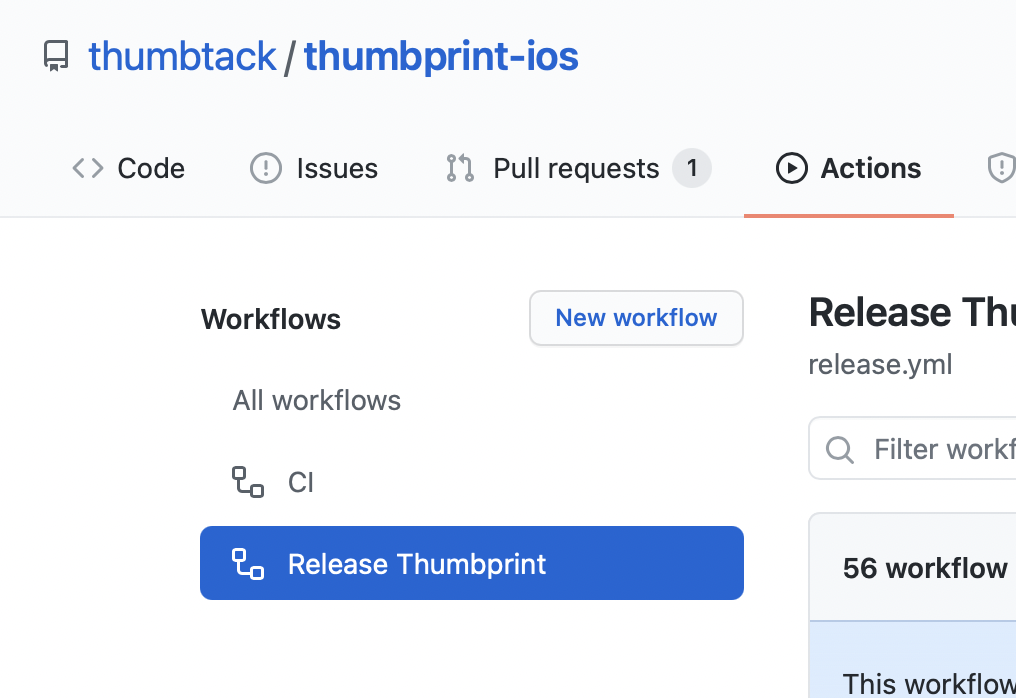 thumbtack / thumbprint-ios
Code Issues Pull requests 1 Actions
Workflows
New workflow
All workflows
CI
Release Thumbprint
Release Thu
release.yml
Filter workf
56 workflow
This workflow